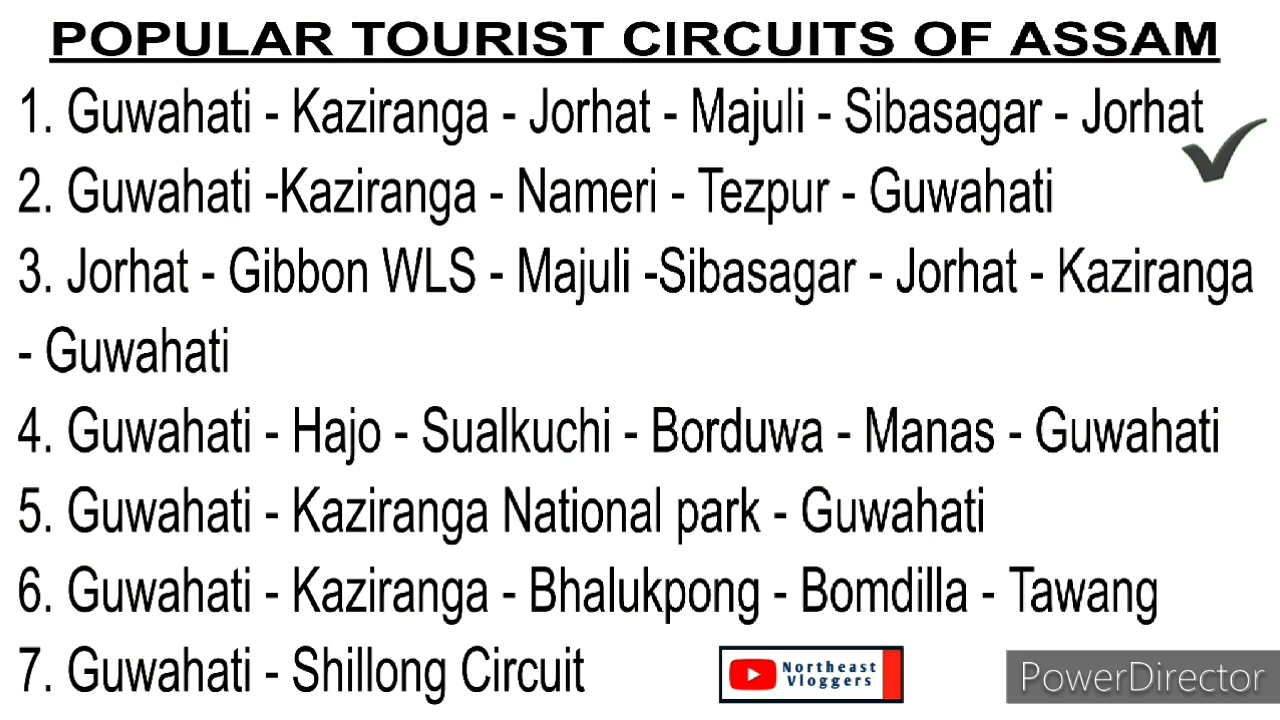 POPULAR TOURIST CIRCUITS OF ASSAM
1. Guwahati - Kaziranga - Jorhat - Majuli - Sibasagar - Jorhat
2. Guwahati -Kaziranga - Nameri - Tezpur - Guwahati
3. Jorhat - Gibbon WLS - Majuli -Sibasagar - Jorhat - Kaziranga
- Guwahati
4. Guwahati - Hajo - Sualkuchi - Borduwa - Manas - Guwahati
5. Guwahati - Kaziranga National park - Guwahati
6. Guwahati - Kaziranga - Bhalukpong - Bomdilla - Tawang
7. Guwahati - Shillong Circuit
Northeast
Vloggers
PowerDirector